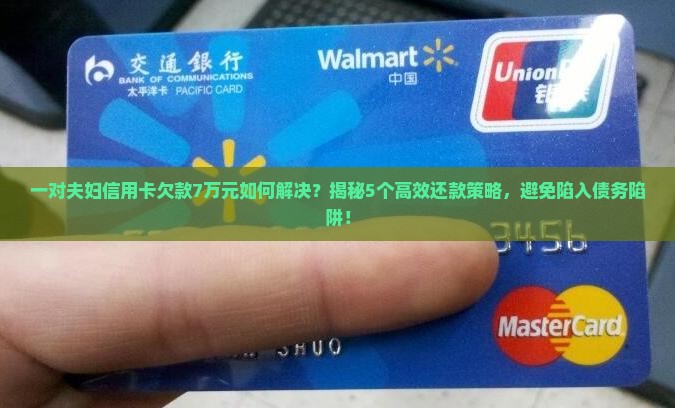 交通銀行
BANK OF COMMUNICATIONS
太平洋卡 PACIFIC CARD
Walmart
中国
UnionPay
银联
一对夫妇信用卡欠款7万元如何解决？揭秘5个高效还款策略，避免陷入债务陷
阱！
3456
SHUO
MasterCard